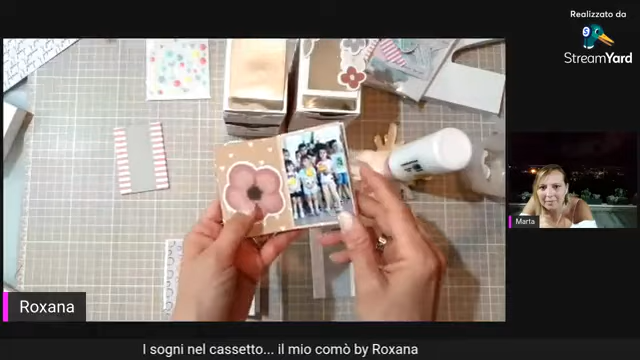 Realizzato da
StreamYard
Marta
Roxana
I sogni nel cassetto... il mio comò by Roxana